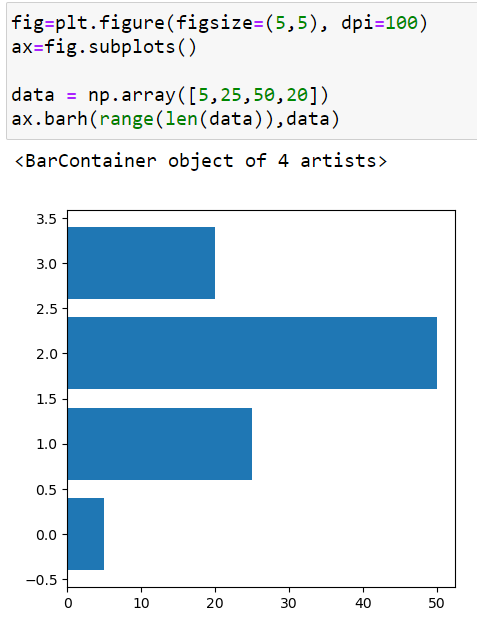 fig=plt.figure(figsize=(5,5), dpi=100)
ax=fig.subplots()
data = np.array([5,25,50,20])
ax.barh(range(len(data)),data)
<BarContainer object of 4 artists>
3.5
3.0
2.5
2.0
1.5
1.0
0.5
0.0
−0.5
0 10 20 30 40 50